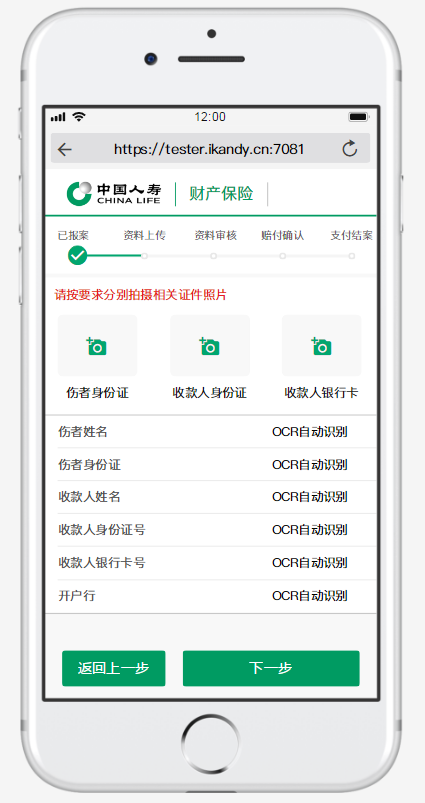 12:00
https://tester.ikandy.cn:7081
中国人寿 财产保险
CHINA LIFE
已报案 资料上传 资料审核 赔付确认 支付结案
请按要求分别拍摄相关证件照片
伤者身份证 收款人身份证 收款人银行卡
伤者姓名 OCR自动识别
伤者身份证 OCR自动识别
收款人姓名 OCR自动识别
收款人身份证号 OCR自动识别
收款人银行卡号 OCR自动识别
开户行 OCR自动识别
返回上一步 下一步